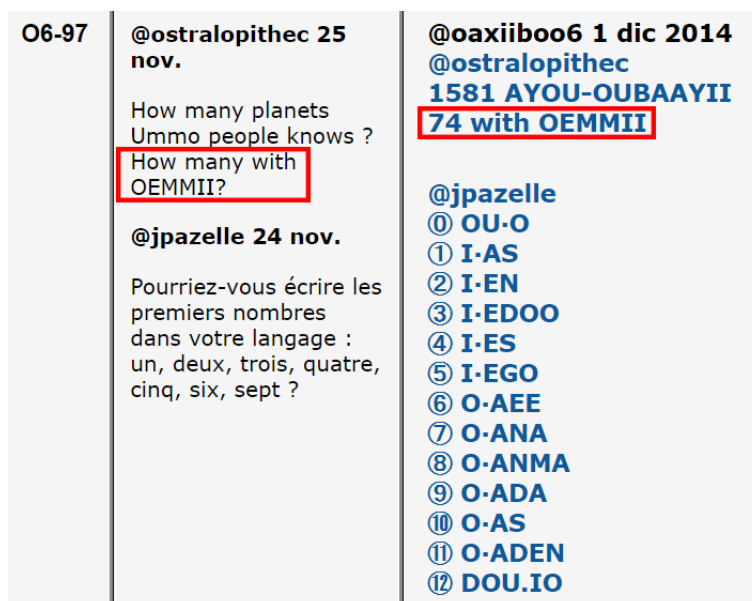 O6-97
@ostralopithec 25
nov.
How many planets
Ummo people knows ?
How many with
OEMMII?
@jpazelle 24 nov.
Pourriez-vous écrire les
premiers nombres
dans votre langage :
un, deux, trois, quatre,
cinq, six, sept ?
@oaxiiboo6 1 dic 2014
@ostralopithec
1581 AYOU-OUBAAYII
74 with OEMMII
@jpazelle
⓪ OU·O
① I·AS
② I·EN
③ I·EDOO
④ I·ES
⑤ I·EGO
⑥ O·AEE
⑦ O·ANA
⑧ O·ANMA
⑨ O·ADA
⑩ O·AS
⑪ O·ADEN
⑫ DOU.IO